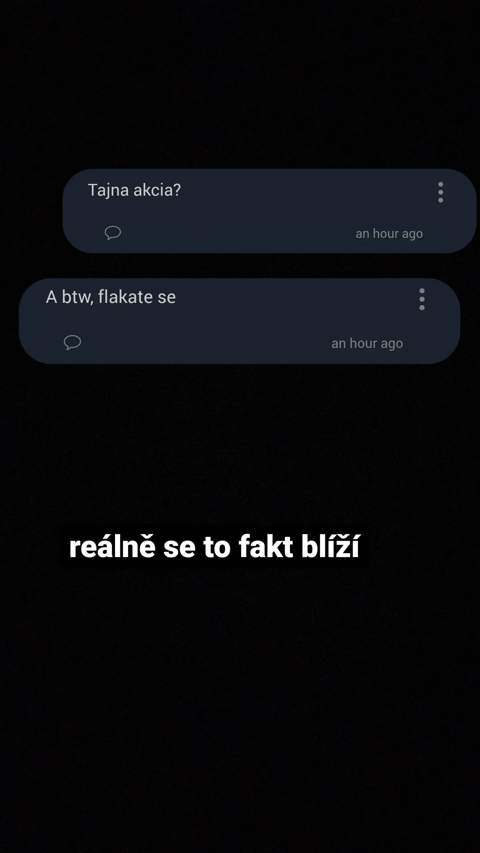 Tajna akcia?
an hour ago
A btw, flakate se
an hour ago
reálně se to fakt blíží